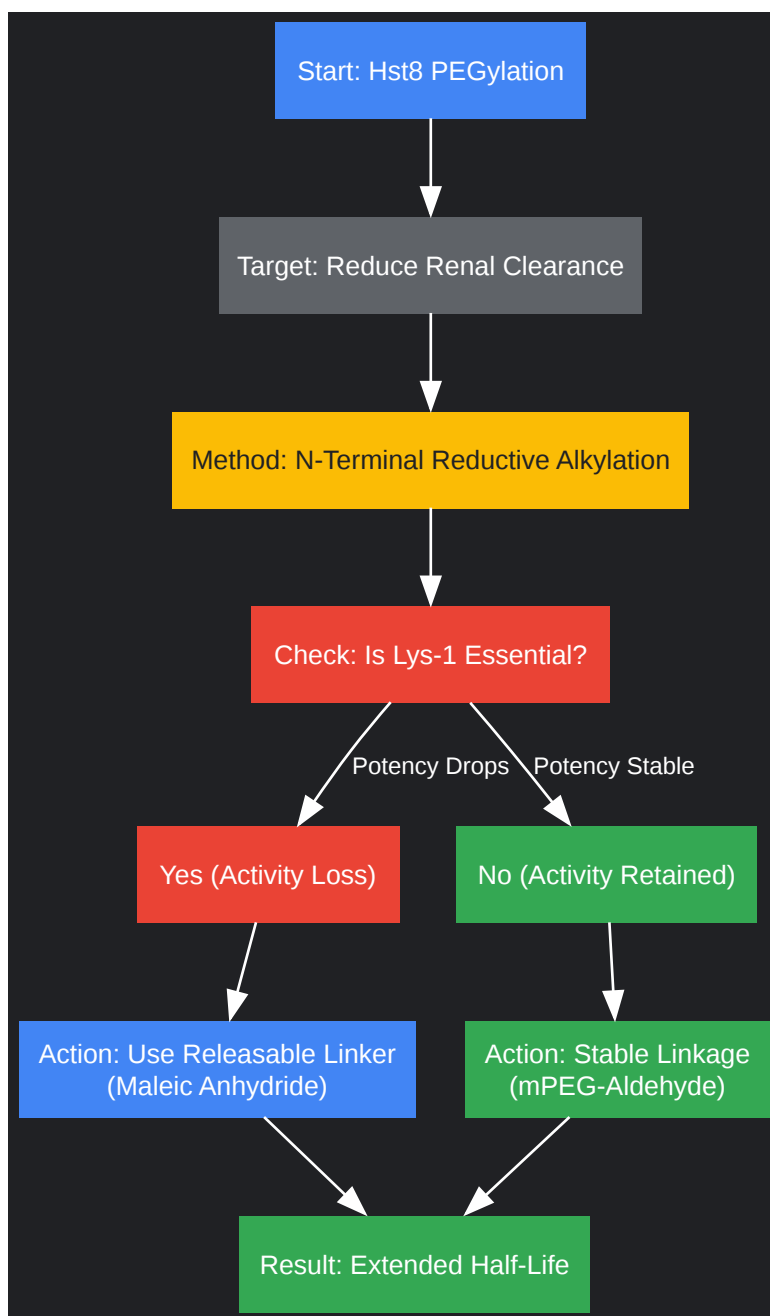 Start: Hst8 PEGylation
Target: Reduce Renal Clearance
Method: N-Terminal Reductive Alkylation
Check: Is Lys-1 Essential?
Potency Drops
Potency Stable
Yes (Activity Loss)
No (Activity Retained)
Action: Use Releasable Linker
(Maleic Anhydride)
Action: Stable Linkage
(mPEG-Aldehyde)
Result: Extended Half-Life